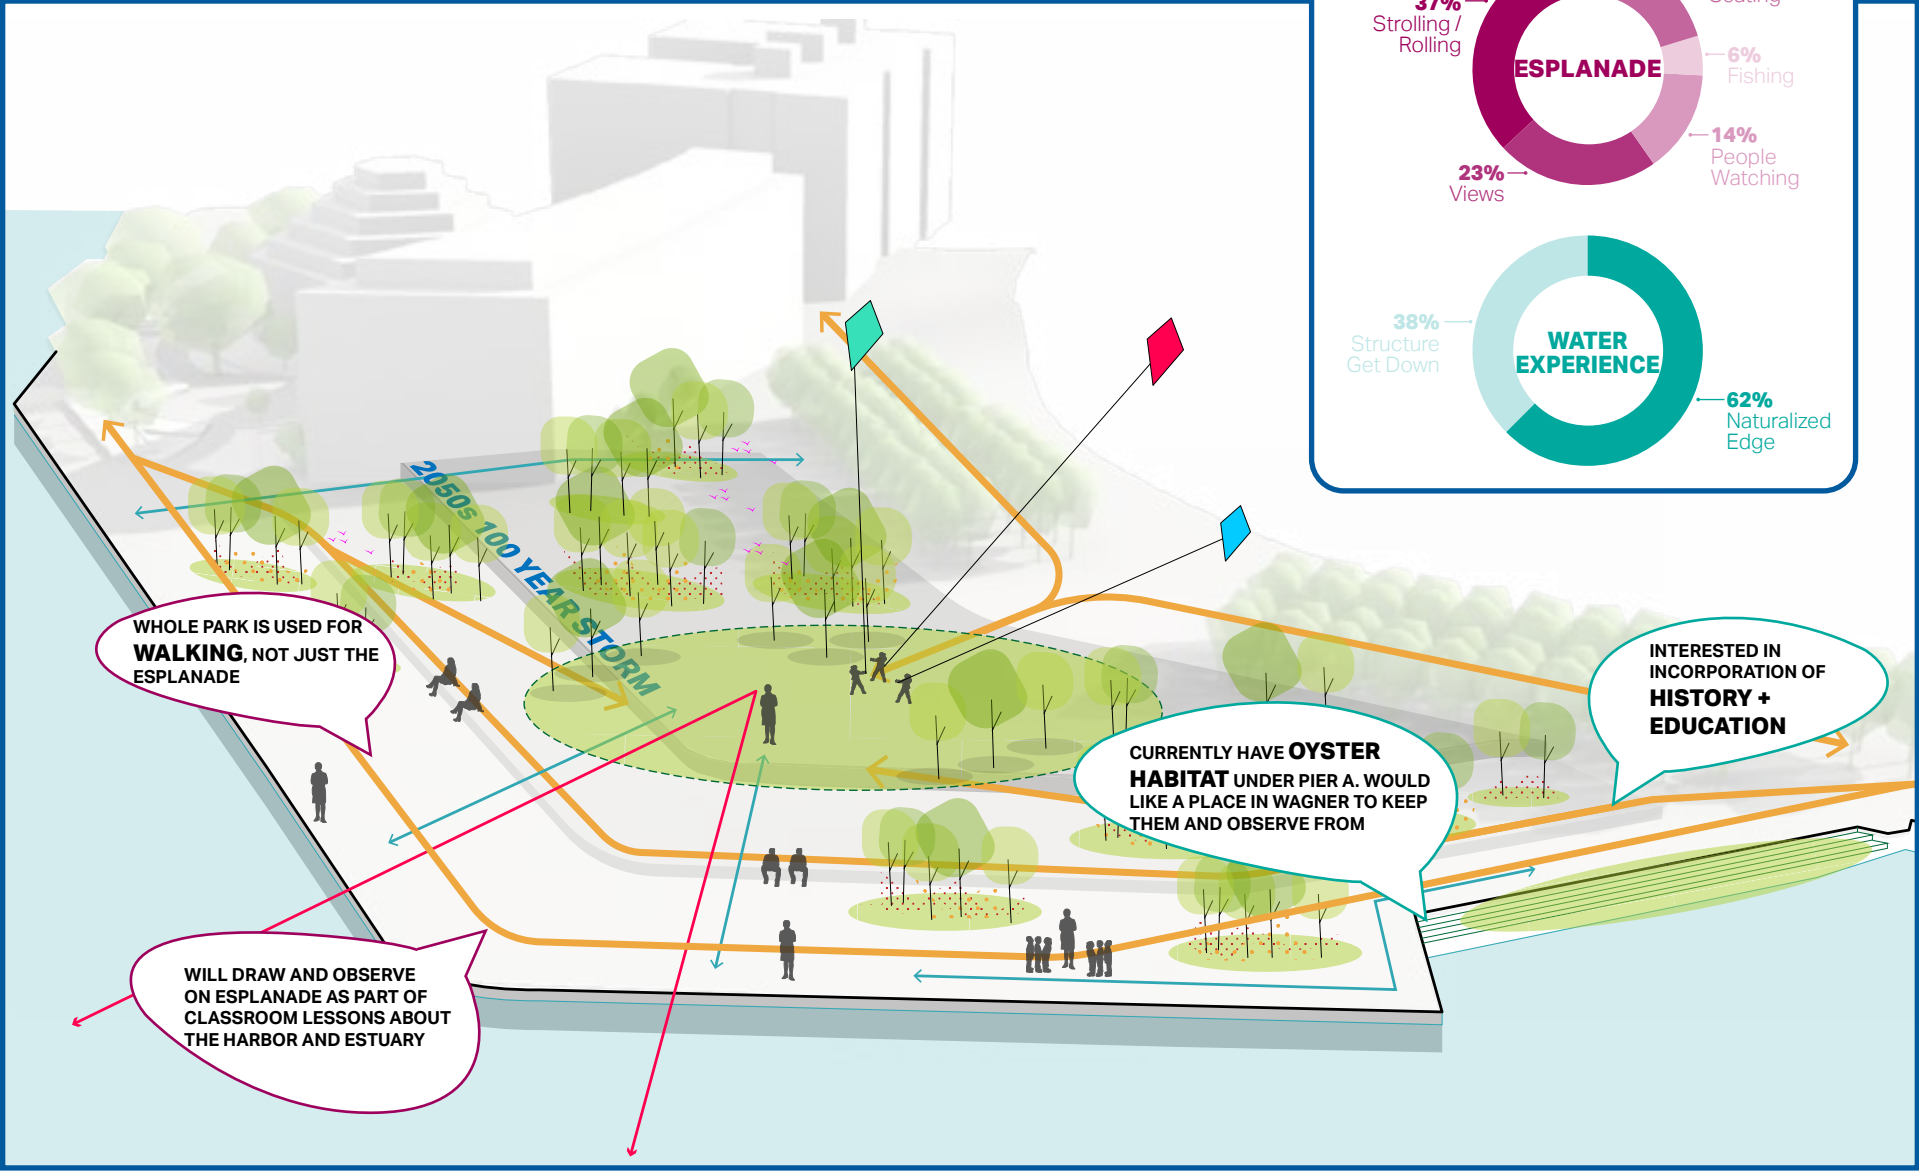 37%
Strolling /
Rolling
Seating
ESPLANADE
6%
Fishing
14%
People
Watching
23%
Views
38%
Structure
Get Down
WATER
EXPERIENCE
62%
Naturalized
Edge
2050s 100 YEAR STORM
WHOLE PARK IS USED FOR
WALKING, NOT JUST THE
ESPLANADE
INTERESTED IN
INCORPORATION OF
HISTORY +
EDUCATION
CURRENTLY HAVE OYSTER
HABITAT UNDER PIER A. WOULD
LIKE A PLACE IN WAGNER TO KEEP
THEM AND OBSERVE FROM
WILL DRAW AND OBSERVE
ON ESPLANADE AS PART OF
CLASSROOM LESSONS ABOUT
THE HARBOR AND ESTUARY